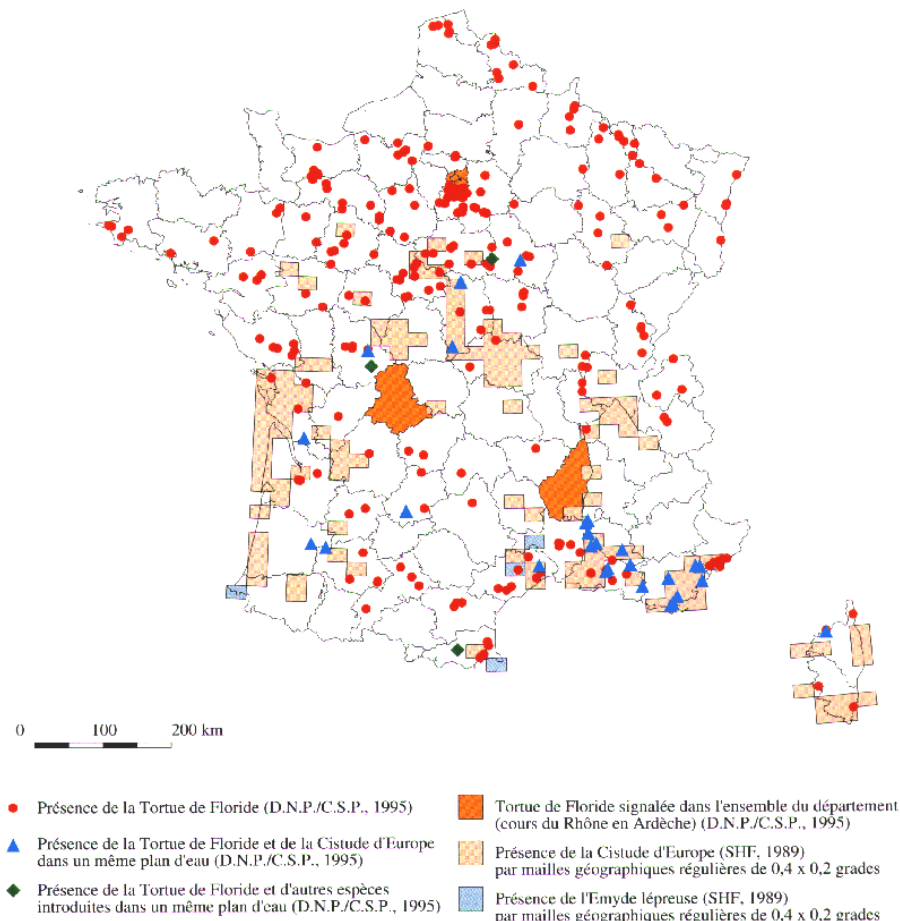 0 100 200 km
Présence de la Tortue de Floride (D.N.P./C.S.P., 1995)
Présence de la Tortue de Floride et de la Cistude d'Europe
dans un même plan d'eau (D.N.P./C.S.P., 1995)
Présence de la Tortue de Floride et d'autres espèces
introduites dans un même plan d'eau (D.N.P./C.S.P., 1995)
Tortue de Floride signalée dans l'ensemble du département
(cours du Rhône en Ardèche) (D.N.P./C.S.P., 1995)
Présence de la Cistude d'Europe (SHF, 1989)
par mailles géographiques régulières de 0,4 x 0,2 grades
Présence de l'Emyde lépreuse (SHF, 1989)
par mailles géographiques régulières de 0,4 x 0,2 grades